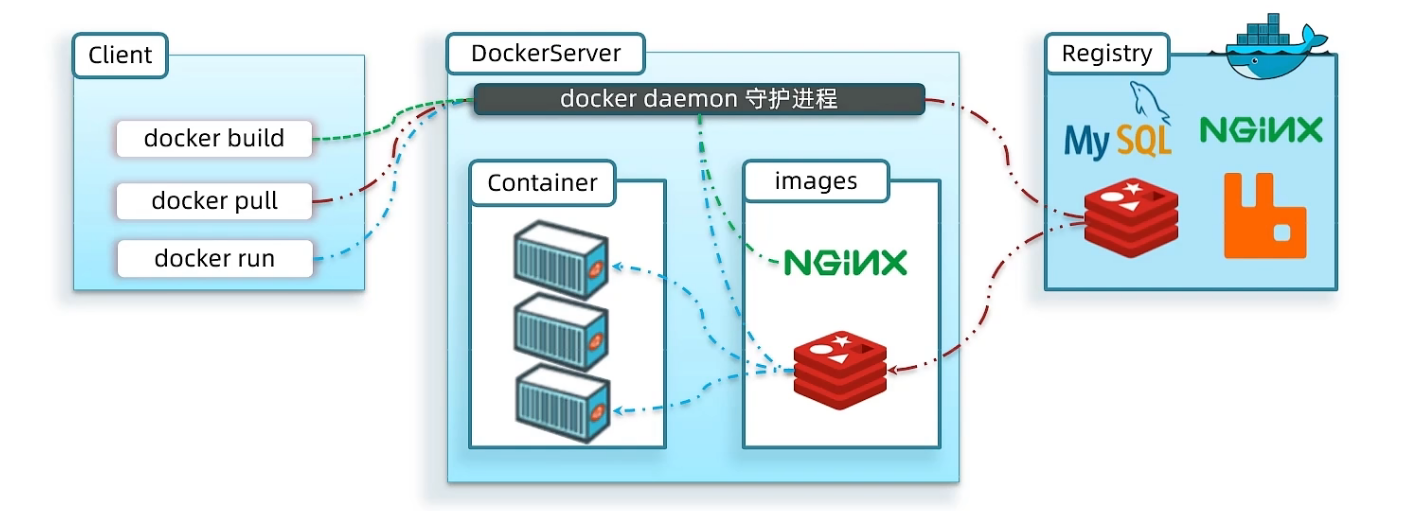 Client
docker build
docker pull
docker run
DockerServer
docker daemon 守护进程
Container
images
NGINX
Registry
MySQL
NGINX